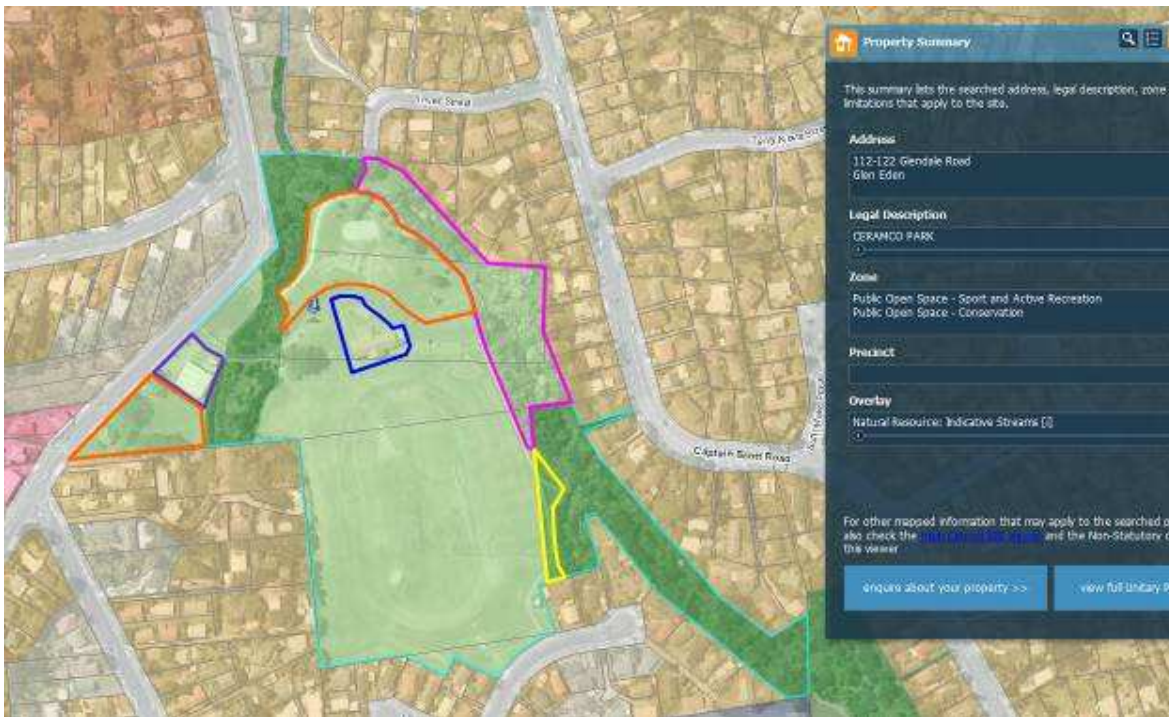 Property Summary
This summary lists the searched address, legal description, zone
limitations that apply to the site.
Address
112-122 Glendale Road
Glen Eden
Legal Description
CERAMCO PARK
Zone
Public Open Space - Sport and Active Recreation
Public Open Space - Conservation
Precinct
Overlay
Natural Resource: Indicative Streams [i]
For other mapped information that may apply to the searched p
also check the and the Non-Statutory
this viewer
enquire about your property >>
view full Unitary P
Captain Scott Road